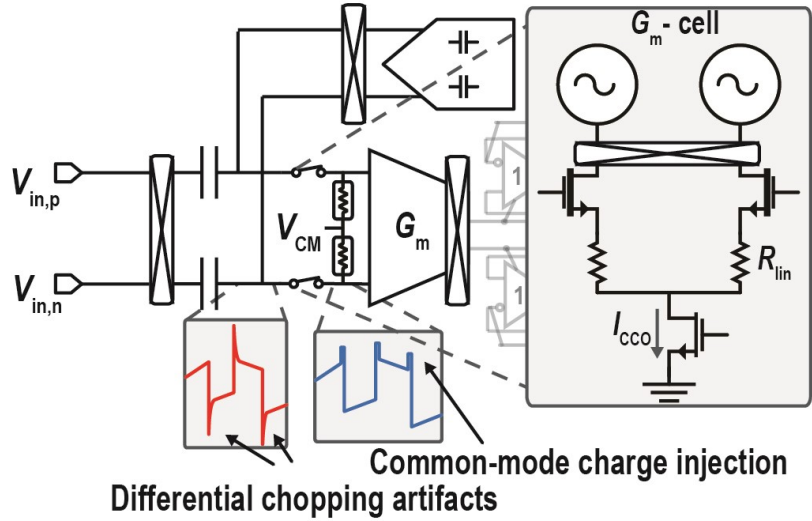 G_m - cell
V_in,p
V_CM
G_m
1
V_in,n
1
R_lin
I_CCO
Common-mode charge injection
Differential chopping artifacts